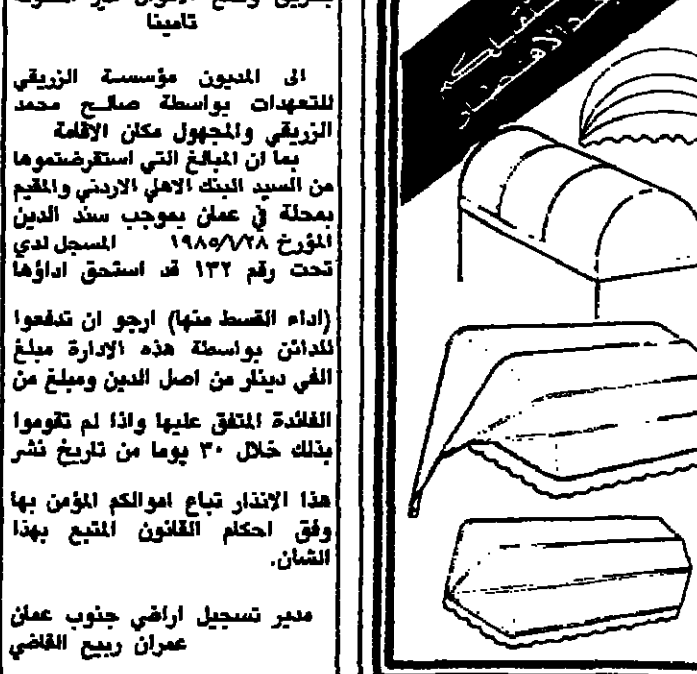 تامينا
الى المديون مؤسسة الزريقي
للتعهدات بواسطة صالح محمد
الزريقي والمجهول مكان الاقامة
بما ان المبالغ التي استقرضتموها
من السيد البنك الاهلي الاردني والمقيم
بمحلة في عمان بموجب سند الدين
المؤرخ ١٩٨٥/١/٢٨ المسجل لدي
تحت رقم ١٣٢ قد استحق اداؤها
(اداء القسط منها) ارجو ان تدفعوا
للدائن بواسطة هذه الادارة مبلغ
الفي دينار من اصل الدين ومبلغ من
الفائدة المتفق عليها واذا لم تقوموا
بذلك خلال ٣٠ يوما من تاريخ نشر
هذا الانذار تباع اموالكم المؤمن بها
وفق احكام القانون المتبع بهذا
الشان.
مدير تسجيل اراضي جنوب عمان
عمران ربيع القاضي